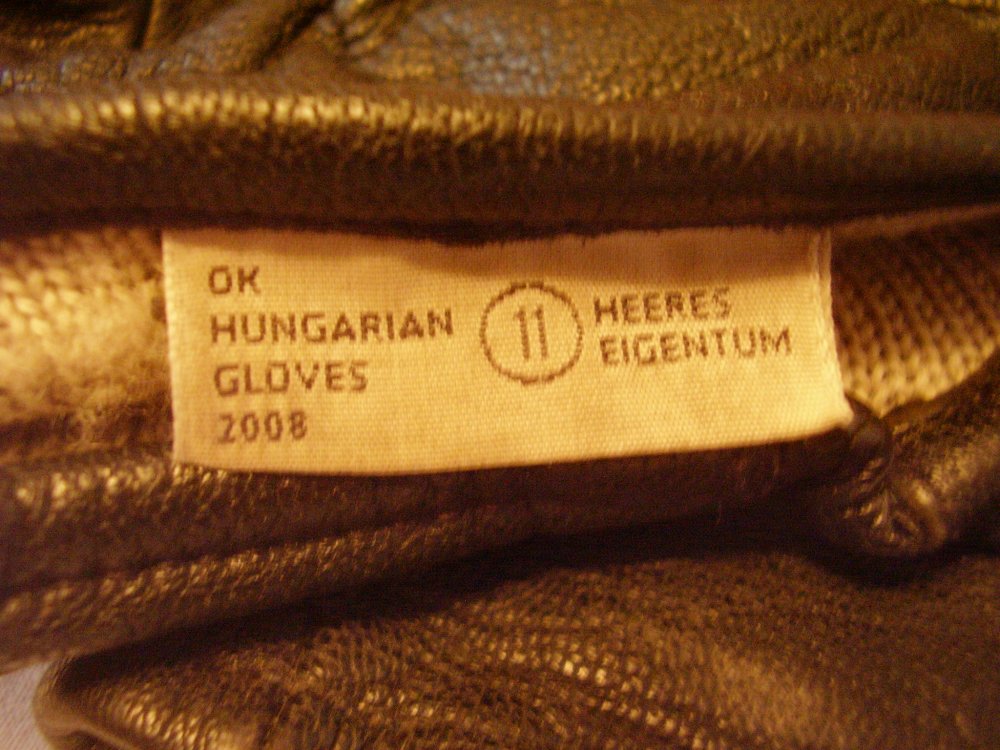 OK
HUNGARIAN
GLOVES
2008
11
HEERES
EIGENTUM